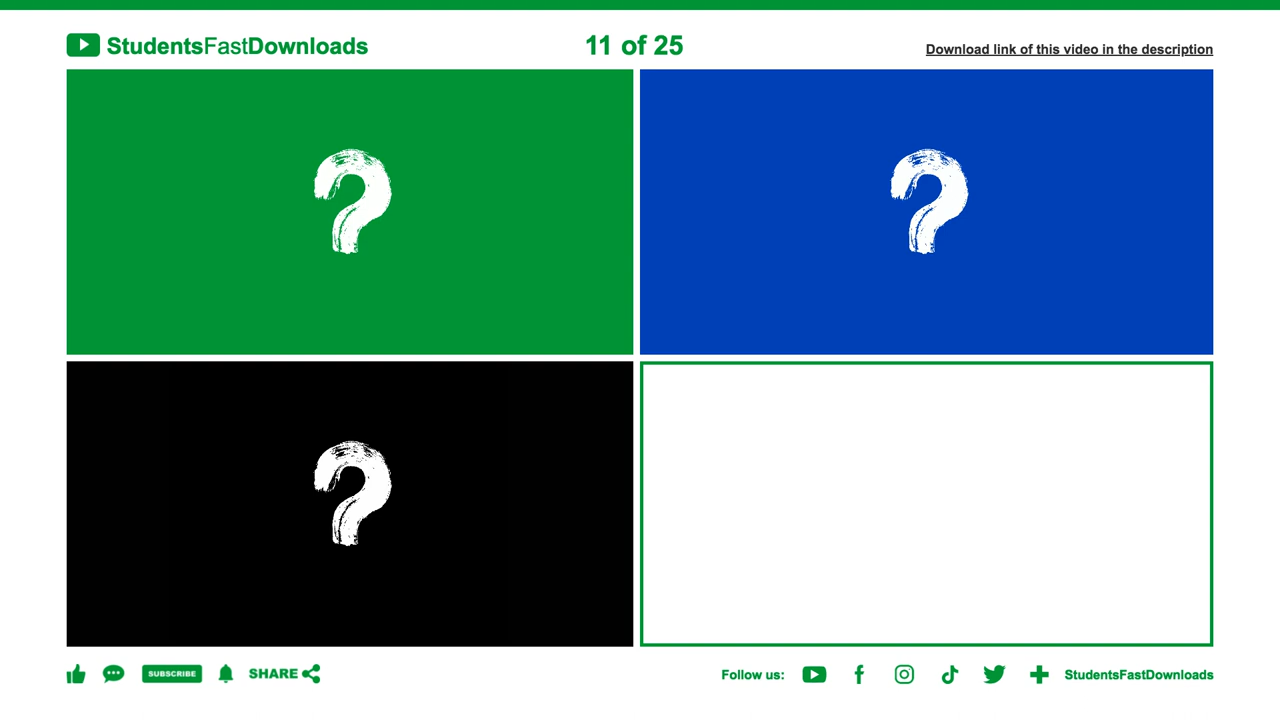 StudentsFastDownloads
11 of 25
Download link of this video in the description
?
?
?
SUBSCRIBE
SHARE
Follow us:
StudentsFastDownloads